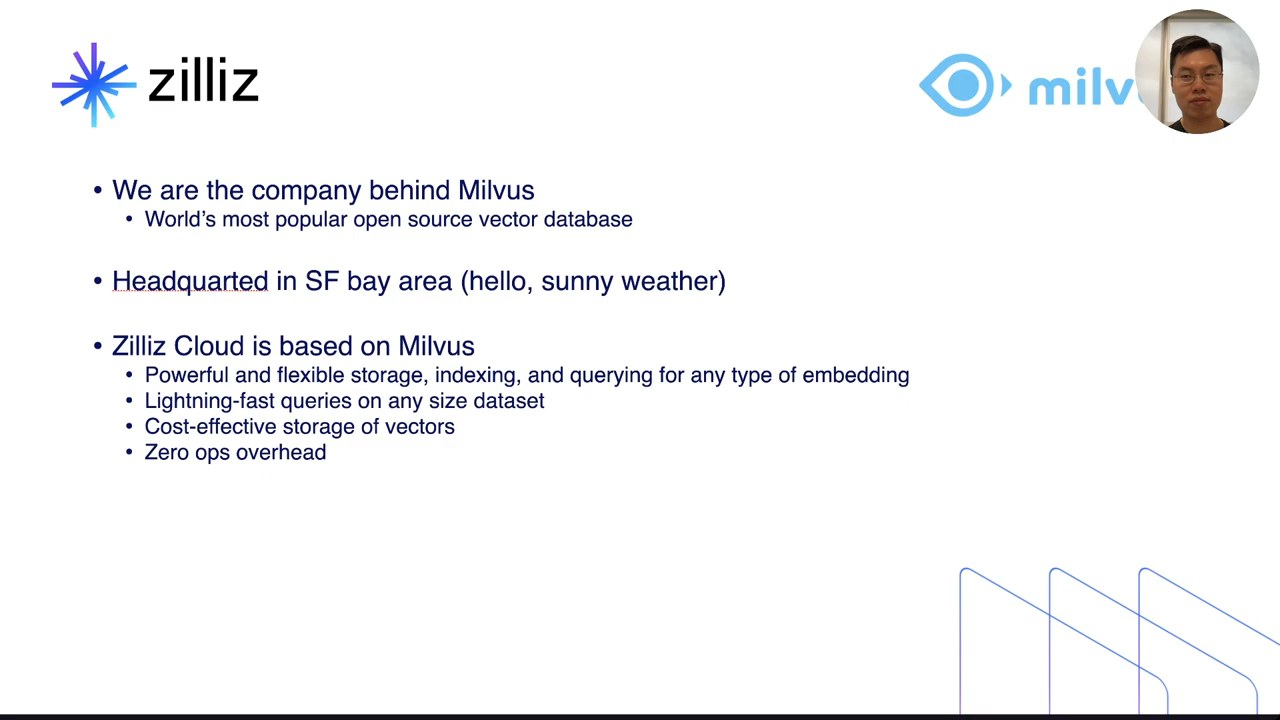 zilliz
• We are the company behind Milvus
• World's most popular open source vector database
• Headquarted in SF bay area (hello, sunny weather)
• Zilliz Cloud is based on Milvus
• Powerful and flexible storage, indexing, and querying for any type of embedding
• Lightning-fast queries on any size dataset
• Cost-effective storage of vectors
• Zero ops overhead